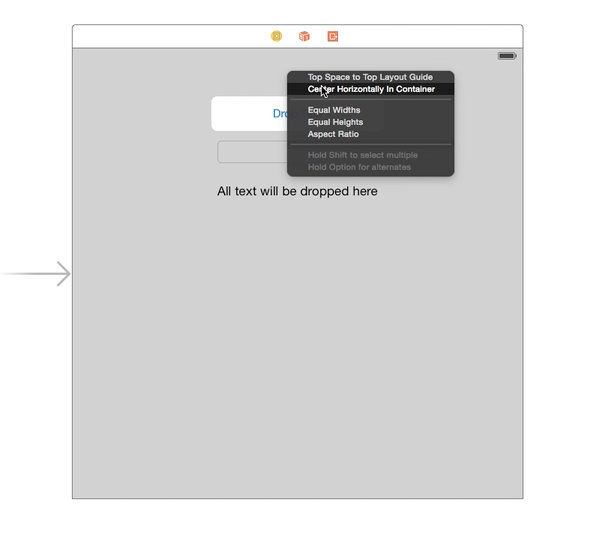 Top Space to Top Layout Guide
Center Horizontally In Container
Equal Widths
Equal Heights
Aspect Ratio
Hold Shift to select multiple
Hold Option for alternates
All text will be dropped here